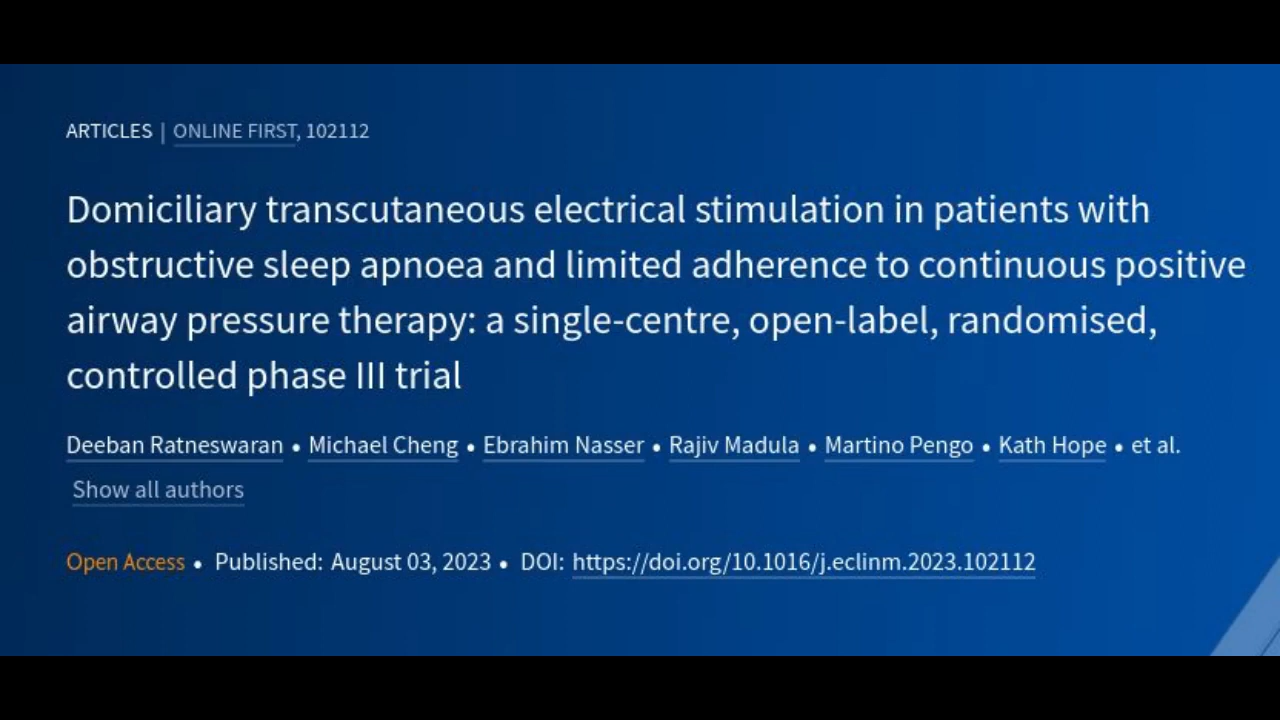 ARTICLES | ONLINE FIRST, 102112
Domiciliary transcutaneous electrical stimulation in patients with
obstructive sleep apnoea and limited adherence to continuous positive
airway pressure therapy: a single-centre, open-label, randomised,
controlled phase III trial
Deeban Ratneswaran • Michael Cheng • Ebrahim Nasser • Rajiv Madula • Martino Pengo • Kath Hope • et al.
Show all authors
Open Access • Published: August 03, 2023 • DOI: https://doi.org/10.1016/j.eclinm.2023.102112